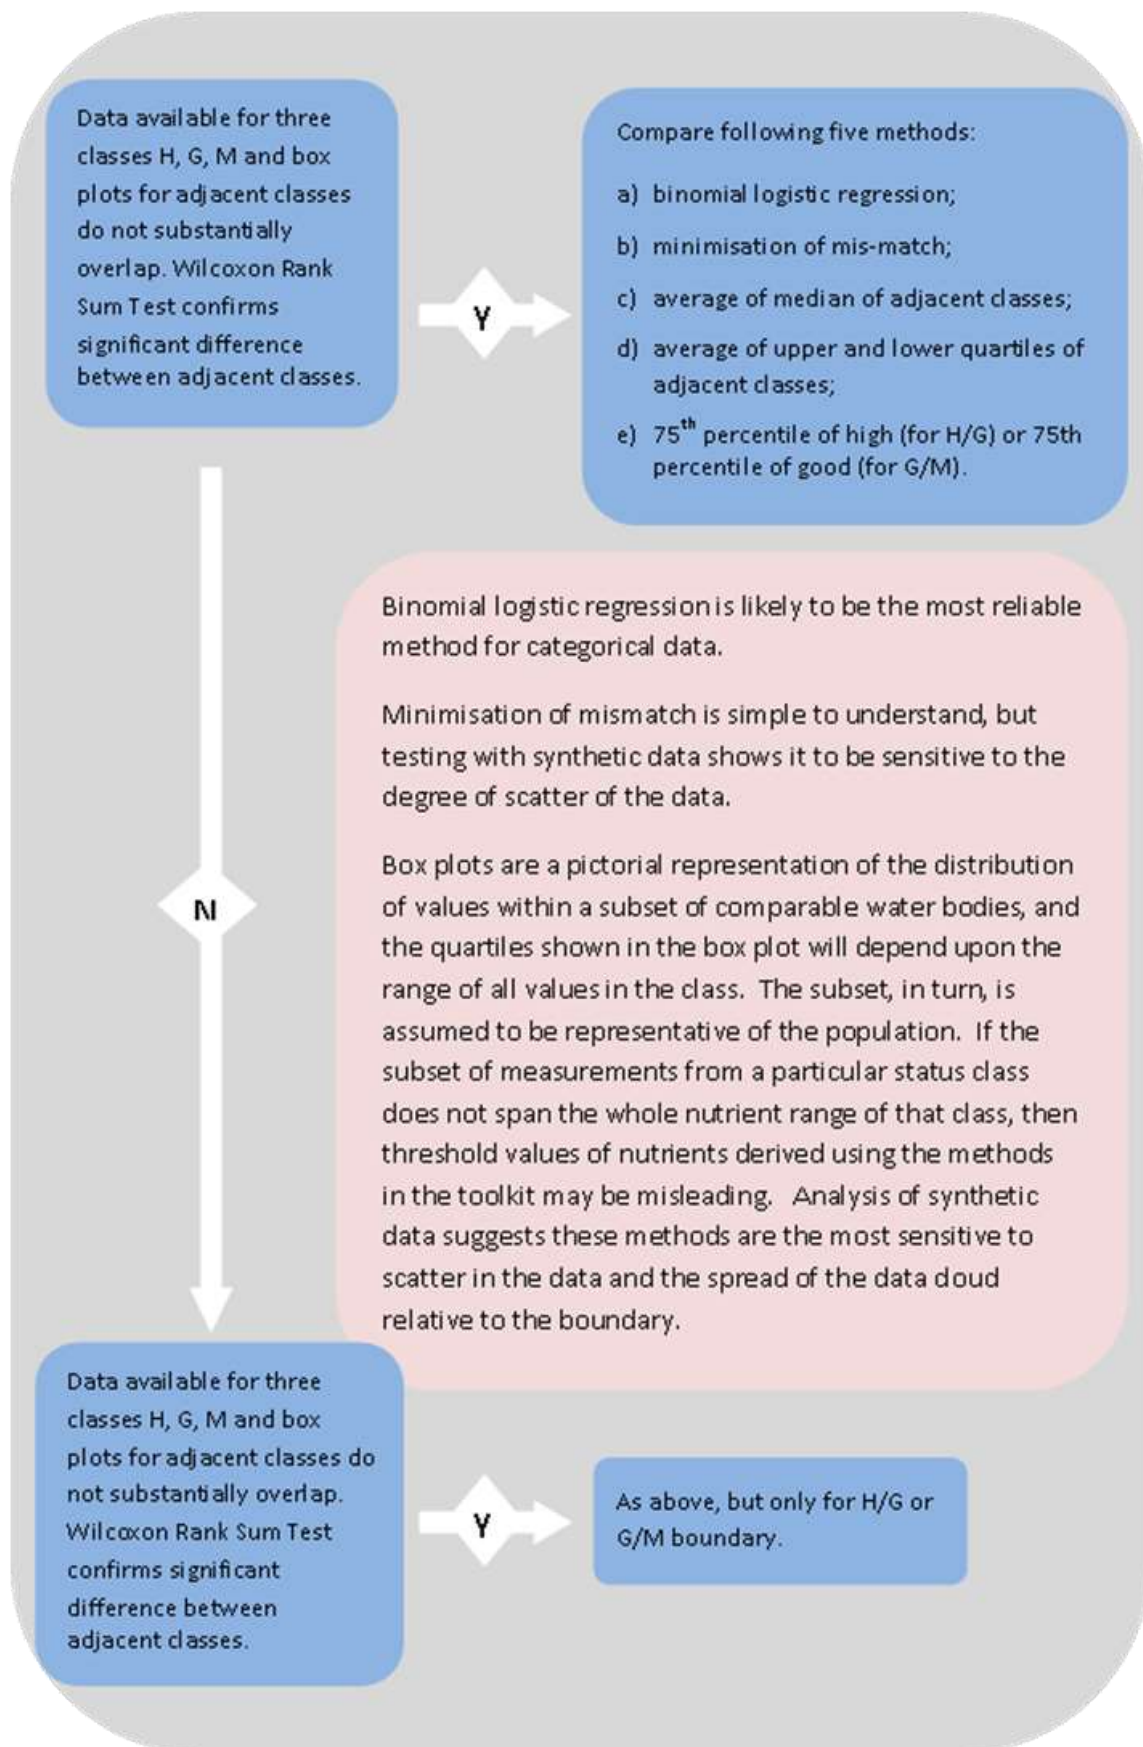 Data available for three
classes H, G, M and box
plots for adjacent classes
do not substantially
overlap. Wilcoxon Rank
Sum Test confirms
significant difference
between adjacent classes.
Y
Compare following five methods:
a) binomial logistic regression;
b) minimisation of mis-match;
c) average of median of adjacent classes;
d) average of upper and lower quartiles of
adjacent classes;
e) 75th percentile of high (for H/G) or 75th
percentile of good (for G/M).
N
Binomial logistic regression is likely to be the most reliable
method for categorical data.
Minimisation of mismatch is simple to understand, but
testing with synthetic data shows it to be sensitive to the
degree of scatter of the data.
Box plots are a pictorial representation of the distribution
of values within a subset of comparable water bodies, and
the quartiles shown in the box plot will depend upon the
range of all values in the class. The subset, in turn, is
assumed to be representative of the population. If the
subset of measurements from a particular status class
does not span the whole nutrient range of that class, then
threshold values of nutrients derived using the methods
in the toolkit may be misleading. Analysis of synthetic
data suggests these methods are the most sensitive to
scatter in the data and the spread of the data cloud
relative to the boundary.
Data available for three
classes H, G, M and box
plots for adjacent classes do
not substantially overlap.
Wilcoxon Rank Sum Test
confirms significant
difference between
adjacent classes.
Y
As above, but only for H/G or
G/M boundary.